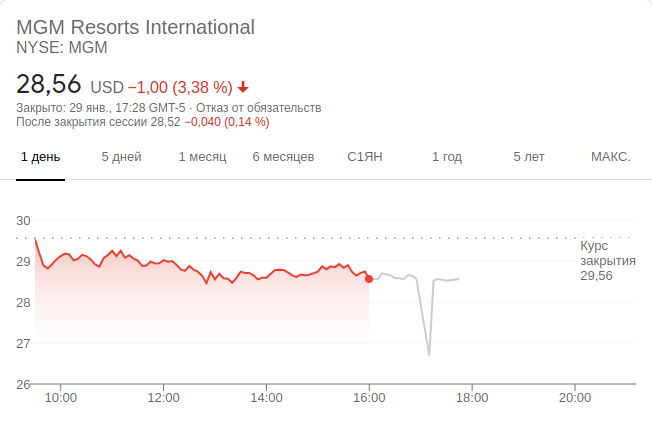 MGM Resorts International
NYSE: MGM
28,56 USD −1,00 (3,38 %)
Закрыто: 29 янв., 17:28 GMT-5 · Отказ от обязательств
После закрытия сессии 28,52 −0,040 (0,14 %)
1 день 5 дней 1 месяц 6 месяцев С1ЯН 1 год 5 лет МАКС.
30
Курс
закрытия
29,56
29
28
27
26
10:00 12:00 14:00 16:00 18:00 20:00